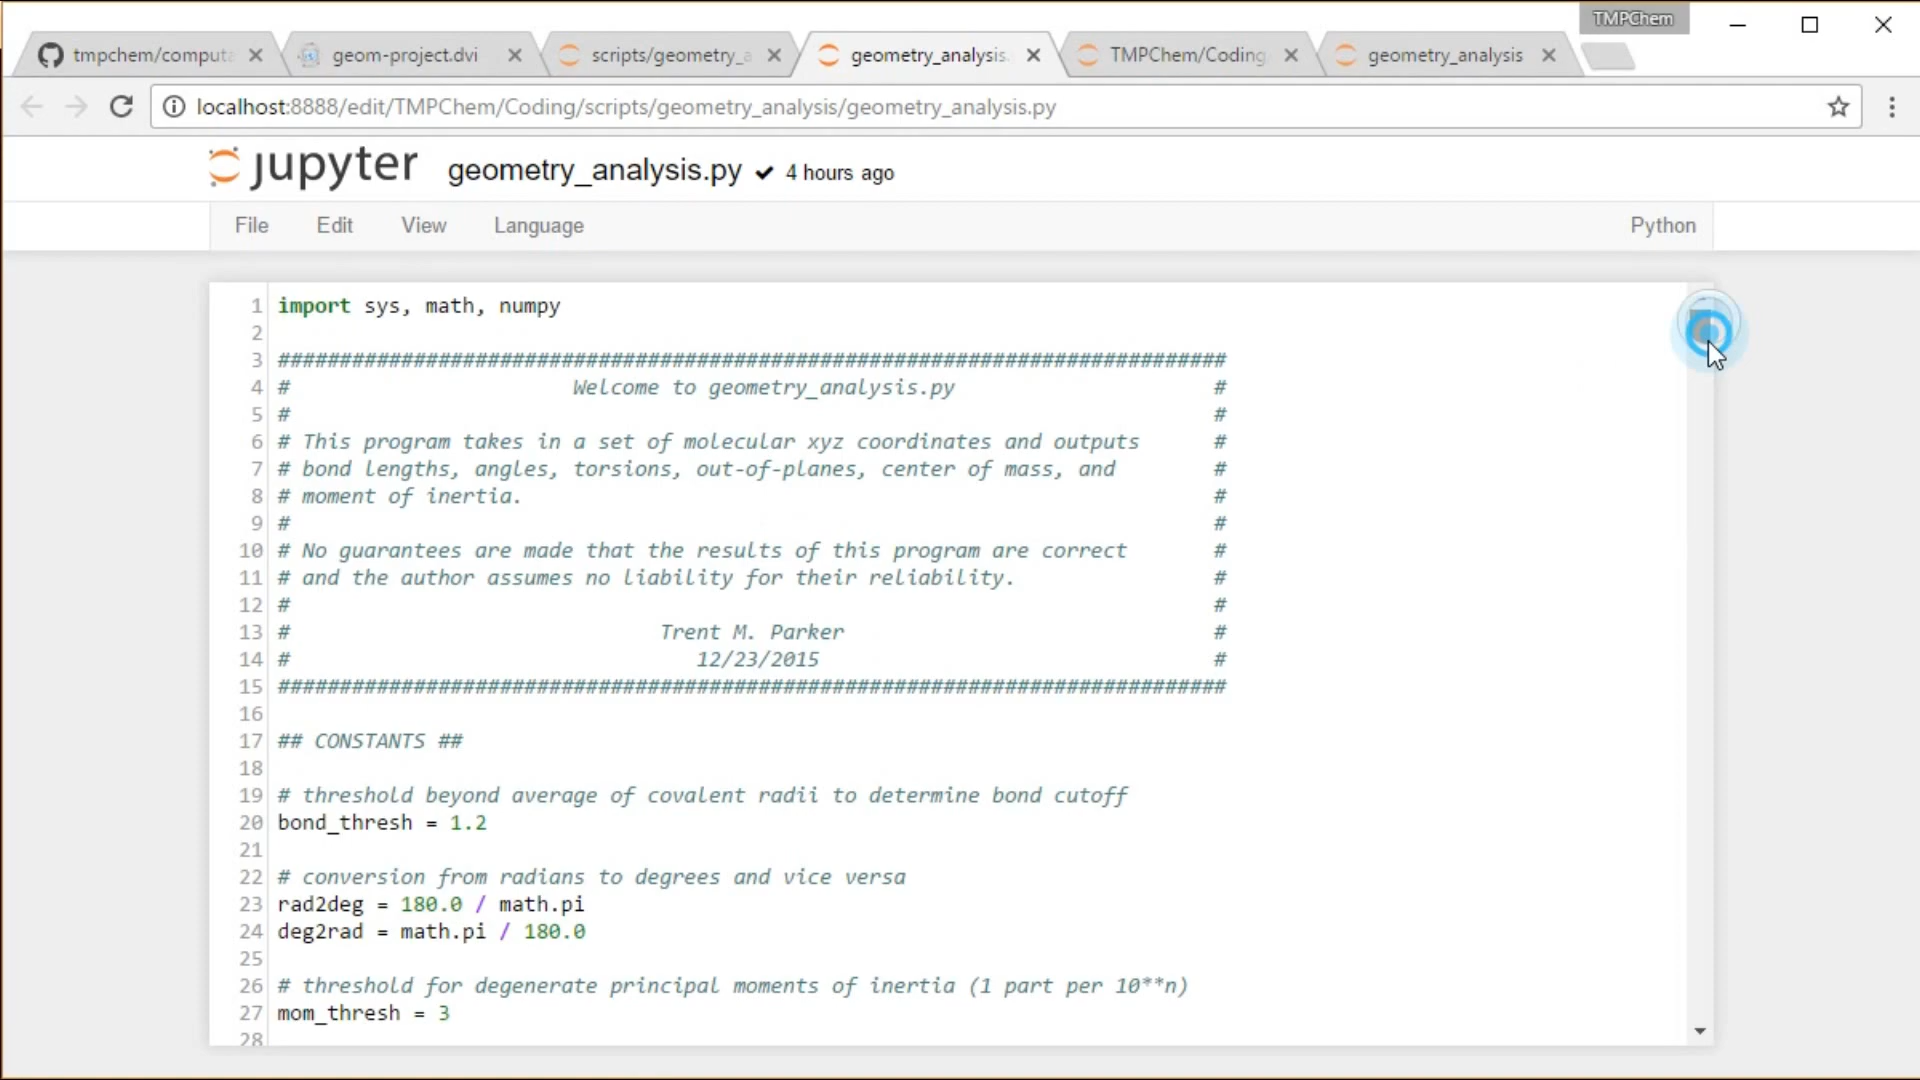 TMPChem
tmpchem/computa
geom-project.dvi
scripts/geometry_a
geometry_analysis.
TMPChem/Coding
geometry_analysis
localhost:8888/edit/TMPChem/Coding/scripts/geometry_analysis/geometry_analysis.py
jupyter geometry_analysis.py ✔ 4 hours ago
File Edit View Language Python
1 import sys, math, numpy
2
3 #############################################################################
4 # Welcome to geometry_analysis.py #
5 # #
6 # This program takes in a set of molecular xyz coordinates and outputs #
7 # bond lengths, angles, torsions, out-of-planes, center of mass, and #
8 # moment of inertia. #
9 # #
10 # No guarantees are made that the results of this program are correct #
11 # and the author assumes no liability for their reliability. #
12 # #
13 # Trent M. Parker #
14 # 12/23/2015 #
15 #############################################################################
16
17 ## CONSTANTS ##
18
19 # threshold beyond average of covalent radii to determine bond cutoff
20 bond_thresh = 1.2
21
22 # conversion from radians to degrees and vice versa
23 rad2deg = 180.0 / math.pi
24 deg2rad = math.pi / 180.0
25
26 # threshold for degenerate principal moments of inertia (1 part per 10**n)
27 mom_thresh = 3
28